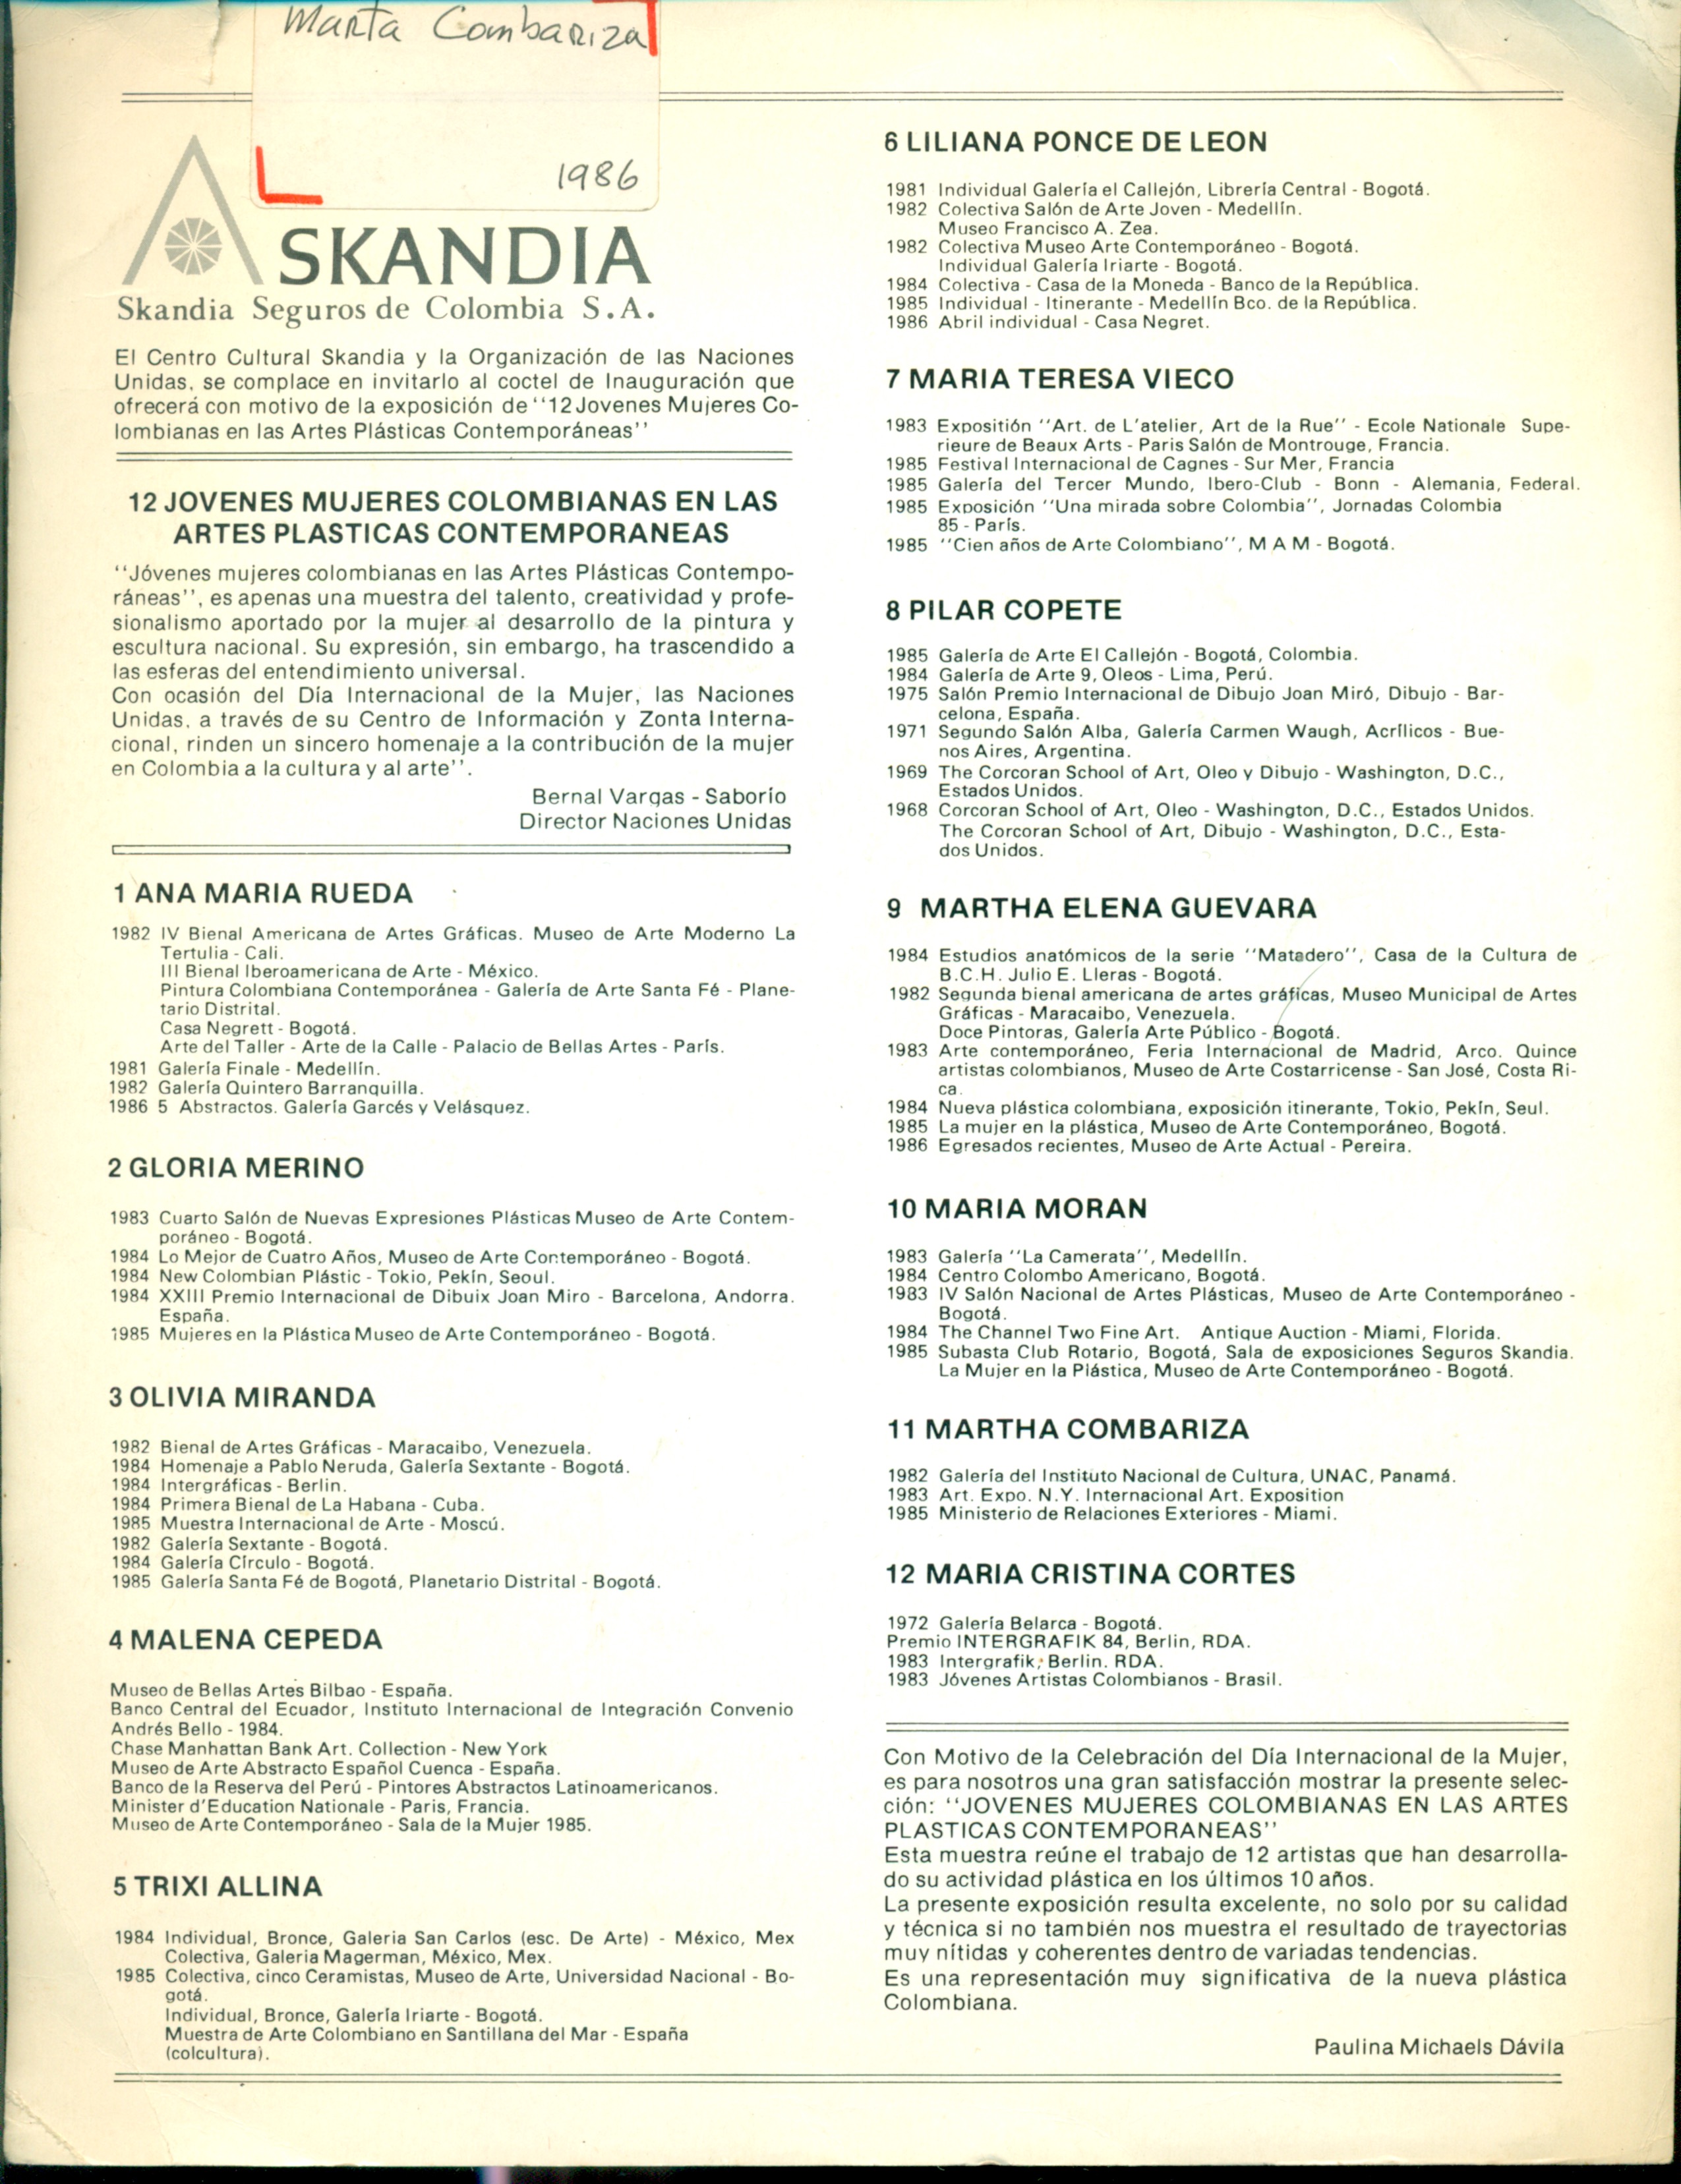 Marta Combariza
1986
SKANDIA
Skandia Seguros de Colombia S.A.
El Centro Cultural Skandia y la Organización de las Naciones
Unidas, se complace en invitarlo al coctel de Inauguración que
ofrecerá con motivo de la exposición de ''12 Jovenes Mujeres Co-
lombianas en las Artes Plásticas Contemporáneas''
12 JOVENES MUJERES COLOMBIANAS EN LAS
ARTES PLASTICAS CONTEMPORANEAS
''Jóvenes mujeres colombianas en las Artes Plásticas Contempo-
ráneas'', es apenas una muestra del talento, creatividad y profe-
sionalismo aportado por la mujer al desarrollo de la pintura y
escultura nacional. Su expresión, sin embargo, ha trascendido a
las esferas del entendimiento universal.
Con ocasión del Día Internacional de la Mujer, las Naciones
Unidas, a través de su Centro de Información y Zonta Interna-
cional, rinden un sincero homenaje a la contribución de la mujer
en Colombia a la cultura y al arte''.
Bernal Vargas - Saborío
Director Naciones Unidas
1 ANA MARIA RUEDA
1982 IV Bienal Americana de Artes Gráficas. Museo de Arte Moderno La
Tertulia - Cali.
III Bienal Iberoamericana de Arte - México.
Pintura Colombiana Contemporánea - Galería de Arte Santa Fé - Plane-
tario Distrital.
Casa Negrett - Bogotá.
Arte del Taller - Arte de la Calle - Palacio de Bellas Artes - París.
1981 Galería Finale - Medellín.
1982 Galería Quintero Barranquilla.
1986 5 Abstractos. Galería Garcés y Velásquez.
2 GLORIA MERINO
1983 Cuarto Salón de Nuevas Expresiones Plásticas Museo de Arte Contem-
poráneo - Bogotá.
1984 Lo Mejor de Cuatro Años, Museo de Arte Contemporáneo - Bogotá.
1984 New Colombian Plástic - Tokio, Pekín, Seoul.
1984 XXIII Premio Internacional de Dibuix Joan Miro - Barcelona, Andorra.
España.
1985 Mujeres en la Plástica Museo de Arte Contemporáneo - Bogotá.
3 OLIVIA MIRANDA
1982 Bienal de Artes Gráficas - Maracaibo, Venezuela.
1984 Homenaje a Pablo Neruda, Galería Sextante - Bogotá.
1984 Intergráficas - Berlin.
1984 Primera Bienal de La Habana - Cuba.
1985 Muestra Internacional de Arte - Moscú.
1982 Galería Sextante - Bogotá.
1984 Galería Círculo - Bogotá.
1985 Galería Santa Fé de Bogotá, Planetario Distrital - Bogotá.
4 MALENA CEPEDA
Museo de Bellas Artes Bilbao - España.
Banco Central del Ecuador, Instituto Internacional de Integración Convenio
Andrés Bello - 1984.
Chase Manhattan Bank Art. Collection - New York
Museo de Arte Abstracto Español Cuenca - España.
Banco de la Reserva del Perú - Pintores Abstractos Latinoamericanos.
Minister d'Education Nationale - Paris, Francia.
Museo de Arte Contemporáneo - Sala de la Mujer 1985.
5 TRIXI ALLINA
1984 Individual, Bronce, Galeria San Carlos (esc. De Arte) - México, Mex
Colectiva, Galeria Magerman, México, Mex.
1985 Colectiva, cinco Ceramistas, Museo de Arte, Universidad Nacional - Bo-
gotá.
Individual, Bronce, Galería Iriarte - Bogotá.
Muestra de Arte Colombiano en Santillana del Mar - España
(colcultura).
6 LILIANA PONCE DE LEON
1981 Individual Galería el Callejón, Librería Central - Bogotá.
1982 Colectiva Salón de Arte Joven - Medellín.
Museo Francisco A. Zea.
1982 Colectiva Museo Arte Contemporáneo - Bogotá.
Individual Galería Iriarte - Bogotá.
1984 Colectiva - Casa de la Moneda - Banco de la República.
1985 Individual - Itinerante - Medellín Bco. de la República.
1986 Abril individual - Casa Negret.
7 MARIA TERESA VIECO
1983 Expositión ''Art. de L'atelier, Art de la Rue'' - Ecole Nationale Supe-
rieure de Beaux Arts - Paris Salón de Montrouge, Francia.
1985 Festival Internacional de Cagnes - Sur Mer, Francia
1985 Galería del Tercer Mundo, Ibero-Club - Bonn - Alemania, Federal.
1985 Exposición ''Una mirada sobre Colombia'', Jornadas Colombia
85 - París.
1985 ''Cien años de Arte Colombiano'', M A M - Bogotá.
8 PILAR COPETE
1985 Galería de Arte El Callejón - Bogotá, Colombia.
1984 Galería de Arte 9, Oleos - Lima, Perú.
1975 Salón Premio Internacional de Dibujo Joan Miró, Dibujo - Bar-
celona, España.
1971 Segundo Salón Alba, Galería Carmen Waugh, Acrílicos - Bue-
nos Aires, Argentina.
1969 The Corcoran School of Art, Oleo y Dibujo - Washington, D.C.,
Estados Unidos.
1968 Corcoran School of Art, Oleo - Washington, D.C., Estados Unidos.
The Corcoran School of Art, Dibujo - Washington, D.C., Esta-
dos Unidos.
9 MARTHA ELENA GUEVARA
1984 Estudios anatómicos de la serie ''Matadero'', Casa de la Cultura de
B.C.H. Julio E. Lleras - Bogotá.
1982 Segunda bienal americana de artes gráficas, Museo Municipal de Artes
Gráficas - Maracaibo, Venezuela.
Doce Pintoras, Galería Arte Público - Bogotá.
1983 Arte contemporáneo, Feria Internacional de Madrid, Arco. Quince
artistas colombianos, Museo de Arte Costarricense - San José, Costa Ri-
ca.
1984 Nueva plástica colombiana, exposición itinerante, Tokio, Pekín, Seul.
1985 La mujer en la plástica, Museo de Arte Contemporáneo, Bogotá.
1986 Egresados recientes, Museo de Arte Actual - Pereira.
10 MARIA MORAN
1983 Galería ''La Camerata'', Medellín.
1984 Centro Colombo Americano, Bogotá.
1983 IV Salón Nacional de Artes Plásticas, Museo de Arte Contemporáneo -
Bogotá.
1984 The Channel Two Fine Art. Antique Auction - Miami, Florida.
1985 Subasta Club Rotario, Bogotá, Sala de exposiciones Seguros Skandia.
La Mujer en la Plástica, Museo de Arte Contemporáneo - Bogotá.
11 MARTHA COMBARIZA
1982 Galería del Instituto Nacional de Cultura, UNAC, Panamá.
1983 Art. Expo. N.Y. Internacional Art. Exposition
1985 Ministerio de Relaciones Exteriores - Miami.
12 MARIA CRISTINA CORTES
1972 Galería Belarca - Bogotá.
Premio INTERGRAFIK 84, Berlin, RDA.
1983 Intergrafik, Berlin. RDA.
1983 Jóvenes Artistas Colombianos - Brasil.
Con Motivo de la Celebración del Día Internacional de la Mujer,
es para nosotros una gran satisfacción mostrar la presente selec-
ción: ''JOVENES MUJERES COLOMBIANAS EN LAS ARTES
PLASTICAS CONTEMPORANEAS''
Esta muestra reúne el trabajo de 12 artistas que han desarrolla-
do su actividad plástica en los últimos 10 años.
La presente exposición resulta excelente, no solo por su calidad
y técnica si no también nos muestra el resultado de trayectorias
muy nítidas y coherentes dentro de variadas tendencias.
Es una representación muy significativa de la nueva plástica
Colombiana.
Paulina Michaels Dávila